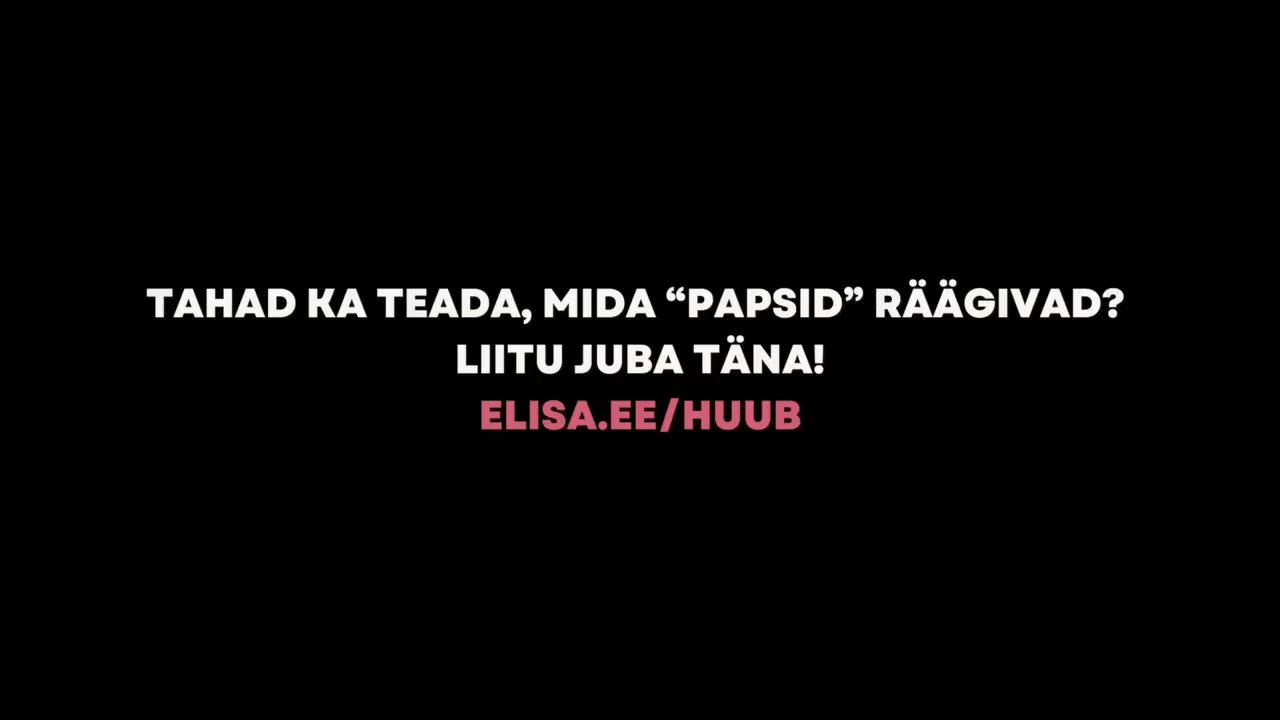 TAHAD KA TEADA, MIDA “PAPSID” RÄÄGIVAD?
LIITU JUBA TÄNA!
ELISA.EE/HUUB